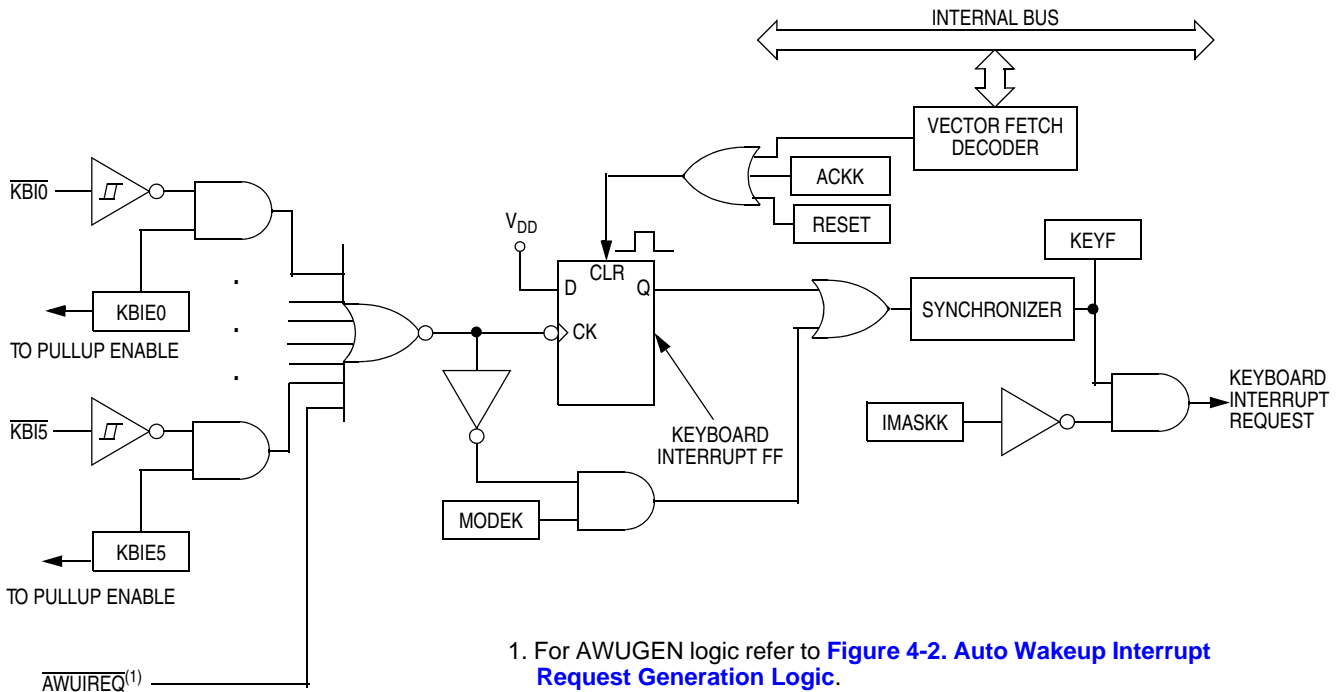 INTERNAL BUS
VECTOR FETCH
DECODER
ACKK
RESET
KBI0
KBIE0
TO PULLUP ENABLE
.
.
.
KBI5
KBIE5
TO PULLUP ENABLE
AWUIREQ(1)
VDD
CLR
D
Q
CK
KEYBOARD
INTERRUPT FF
MODEK
SYNCHRONIZER
KEYF
IMASKK
KEYBOARD
INTERRUPT
REQUEST
1. For AWUGEN logic refer to Figure 4-2. Auto Wakeup Interrupt
Request Generation Logic.